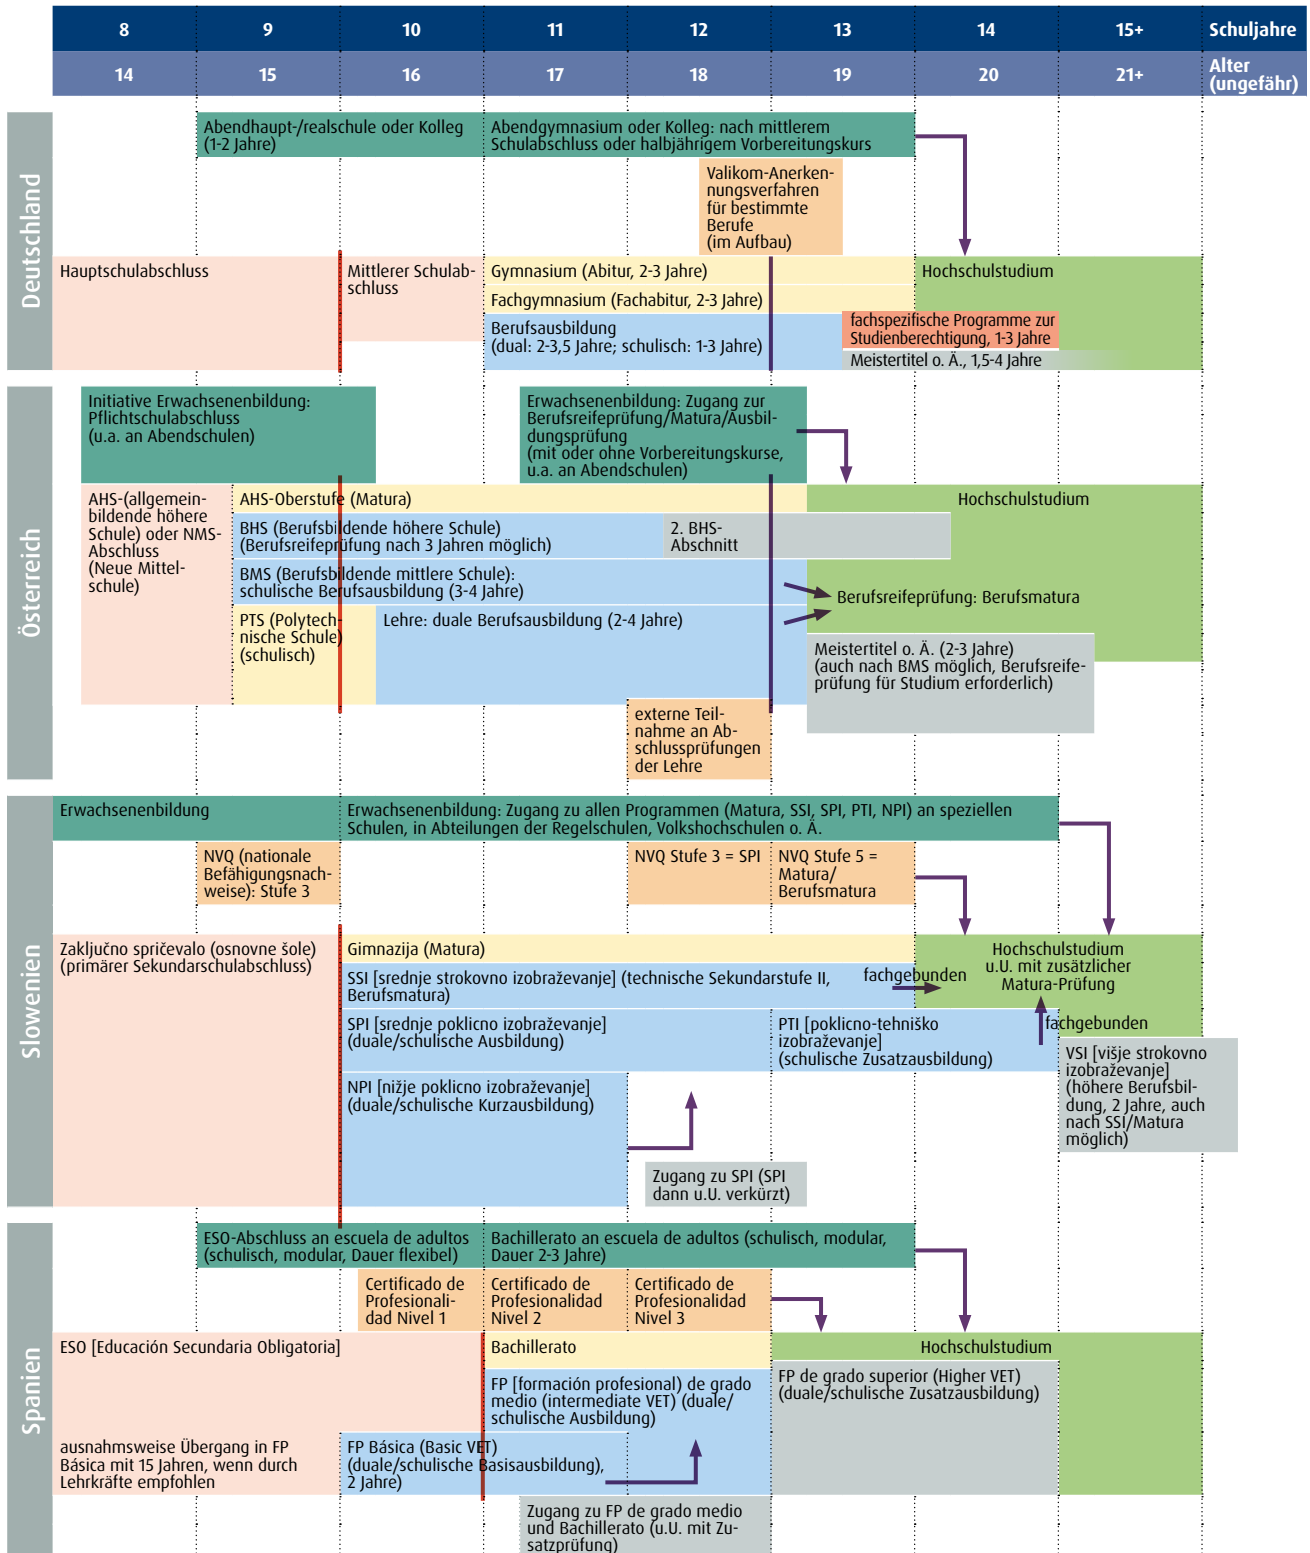 8 9 10 11 12 13 14 15+ Schuljahre
14 15 16 17 18 19 20 21+ Alter
(ungefähr)
Deutschland
Abendhaupt-/realschule oder Kolleg
(1-2 Jahre)
Abendgymnasium oder Kolleg: nach mittlerem
Schulabschluss oder halbjährigem Vorbereitungskurs
Valikom-Anerken-
nungsverfahren
für bestimmte
Berufe
(im Aufbau)
Hauptschulabschluss
Mittlerer Schulab-
schluss
Gymnasium (Abitur, 2-3 Jahre)
Fachgymnasium (Fachabitur, 2-3 Jahre)
Berufsausbildung
(dual: 2-3,5 Jahre; schulisch: 1-3 Jahre)
Hochschulstudium
fachspezifische Programme zur
Studienberechtigung, 1-3 Jahre
Meistertitel o. Ä., 1,5-4 Jahre
Österreich
Initiative Erwachsenenbildung:
Pflichtschulabschluss
(u.a. an Abendschulen)
Erwachsenenbildung: Zugang zur
Berufsreifeprüfung/Matura/Ausbil-
dungsprüfung
(mit oder ohne Vorbereitungskurse,
u.a. an Abendschulen)
AHS-(allgemein-
bildende höhere
Schule) oder NMS-
Abschluss
(Neue Mittel-
schule)
AHS-Oberstufe (Matura)
BHS (Berufsbildende höhere Schule)
(Berufsreifeprüfung nach 3 Jahren möglich)
2. BHS-
Abschnitt
BMS (Berufsbildende mittlere Schule):
schulische Berufsausbildung (3-4 Jahre)
PTS (Polytech-
nische Schule)
(schulisch)
Lehre: duale Berufsausbildung (2-4 Jahre)
Hochschulstudium
Berufsreifeprüfung: Berufsmatura
Meistertitel o. Ä. (2-3 Jahre)
(auch nach BMS möglich, Berufsreife-
prüfung für Studium erforderlich)
externe Teil-
nahme an Ab-
schlussprüfungen
der Lehre
Slowenien
Erwachsenenbildung
Erwachsenenbildung: Zugang zu allen Programmen (Matura, SSI, SPI, PTI, NPI) an speziellen
Schulen, in Abteilungen der Regelschulen, Volkshochschulen o. Ä.
NVQ (nationale
Befähigungsnach-
weise): Stufe 3
NVQ Stufe 3 = SPI
NVQ Stufe 5 =
Matura/
Berufsmatura
Zaključno spričevalo (osnovne šole)
(primärer Sekundarschulabschluss)
Gimnazija (Matura)
SSI [srednje strokovno izobraževanje] (technische Sekundarstufe II,
Berufsmatura)
fachgebunden
Hochschulstudium
u.U. mit zusätzlicher
Matura-Prüfung
SPI [srednje poklicno izobraževanje]
(duale/schulische Ausbildung)
PTI [poklicno-tehniško
izobraževanje]
(schulische Zusatzausbildung)
fachgebunden
VSI [višje strokovno
izobraževanje]
(höhere Berufsbil-
dung, 2 Jahre, auch
nach SSI/Matura
möglich)
NPI [nižje poklicno izobraževanje]
(duale/schulische Kurzausbildung)
Zugang zu SPI (SPI
dann u.U. verkürzt)
Spanien
ESO-Abschluss an escuela de adultos
(schulisch, modular, Dauer flexibel)
Bachillerato an escuela de adultos (schulisch, modular,
Dauer 2-3 Jahre)
Certificado de
Profesionali-
dad Nivel 1
Certificado de
Profesionalidad
Nivel 2
Certificado de
Profesionalidad
Nivel 3
ESO [Educación Secundaria Obligatoria]
Bachillerato
Hochschulstudium
FP [formación profesional) de grado
medio (intermediate VET) (duale/
schulische Ausbildung)
FP de grado superior (Higher VET)
(duale/schulische Zusatzausbildung)
ausnahmsweise Übergang in FP
Básica mit 15 Jahren, wenn durch
Lehrkräfte empfohlen
FP Básica (Basic VET)
(duale/schulische Basisausbildung),
2 Jahre)
Zugang zu FP de grado medio
und Bachillerato (u.U. mit Zu-
satzprüfung)